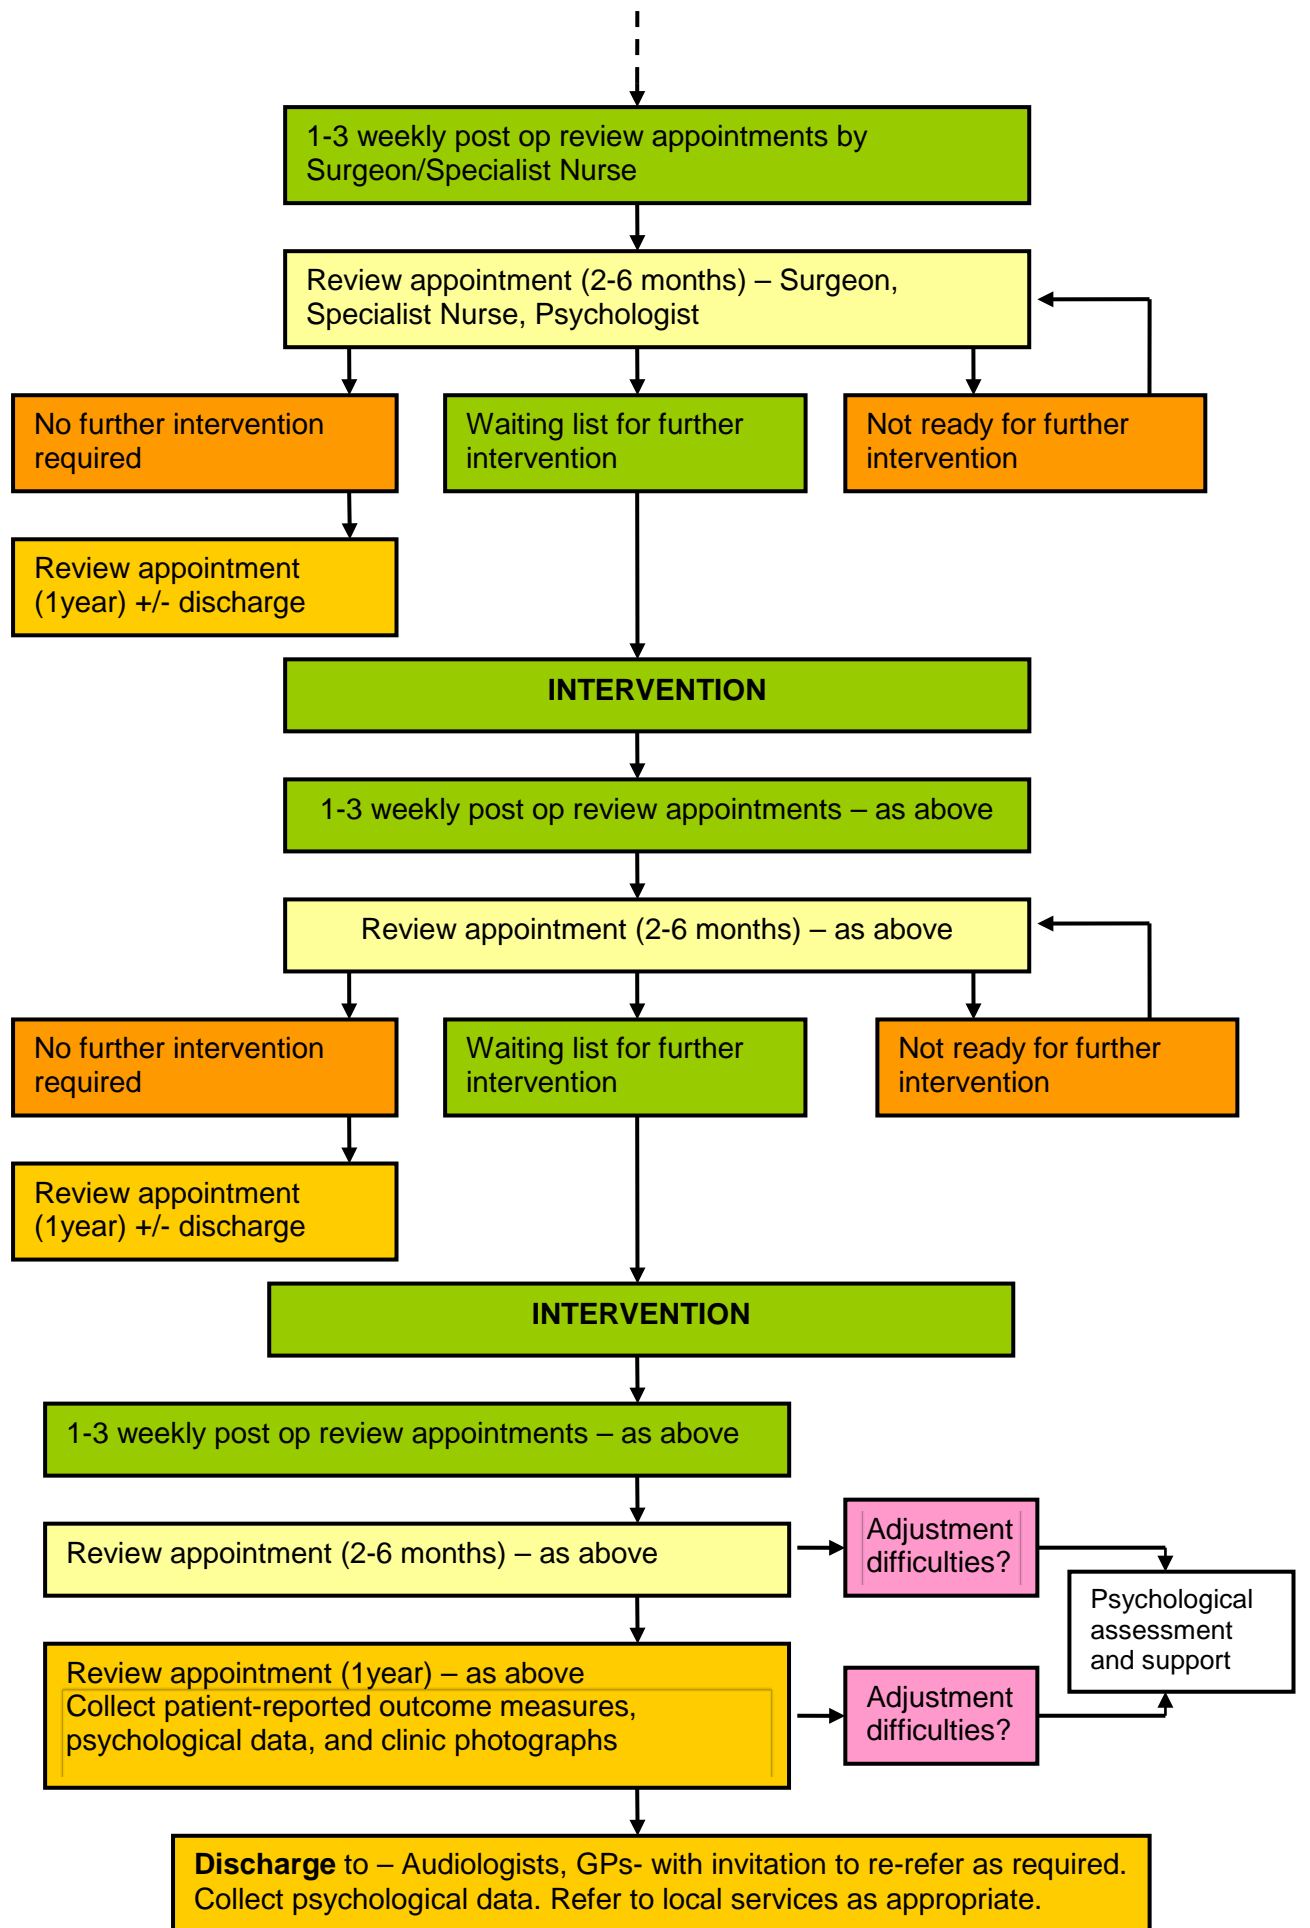 1-3 weekly post op review appointments by
Surgeon/Specialist Nurse
Review appointment (2-6 months) – Surgeon,
Specialist Nurse, Psychologist
No further intervention
required
Waiting list for further
intervention
Not ready for further
intervention
Review appointment
(1year) +/- discharge
INTERVENTION
1-3 weekly post op review appointments – as above
Review appointment (2-6 months) – as above
No further intervention
required
Waiting list for further
intervention
Not ready for further
intervention
Review appointment
(1year) +/- discharge
INTERVENTION
1-3 weekly post op review appointments – as above
Review appointment (2-6 months) – as above
Adjustment
difficulties?
Psychological
assessment
and support
Review appointment (1year) – as above
Collect patient-reported outcome measures,
psychological data, and clinic photographs
Adjustment
difficulties?
Discharge to – Audiologists, GPs- with invitation to re-refer as required.
Collect psychological data. Refer to local services as appropriate.